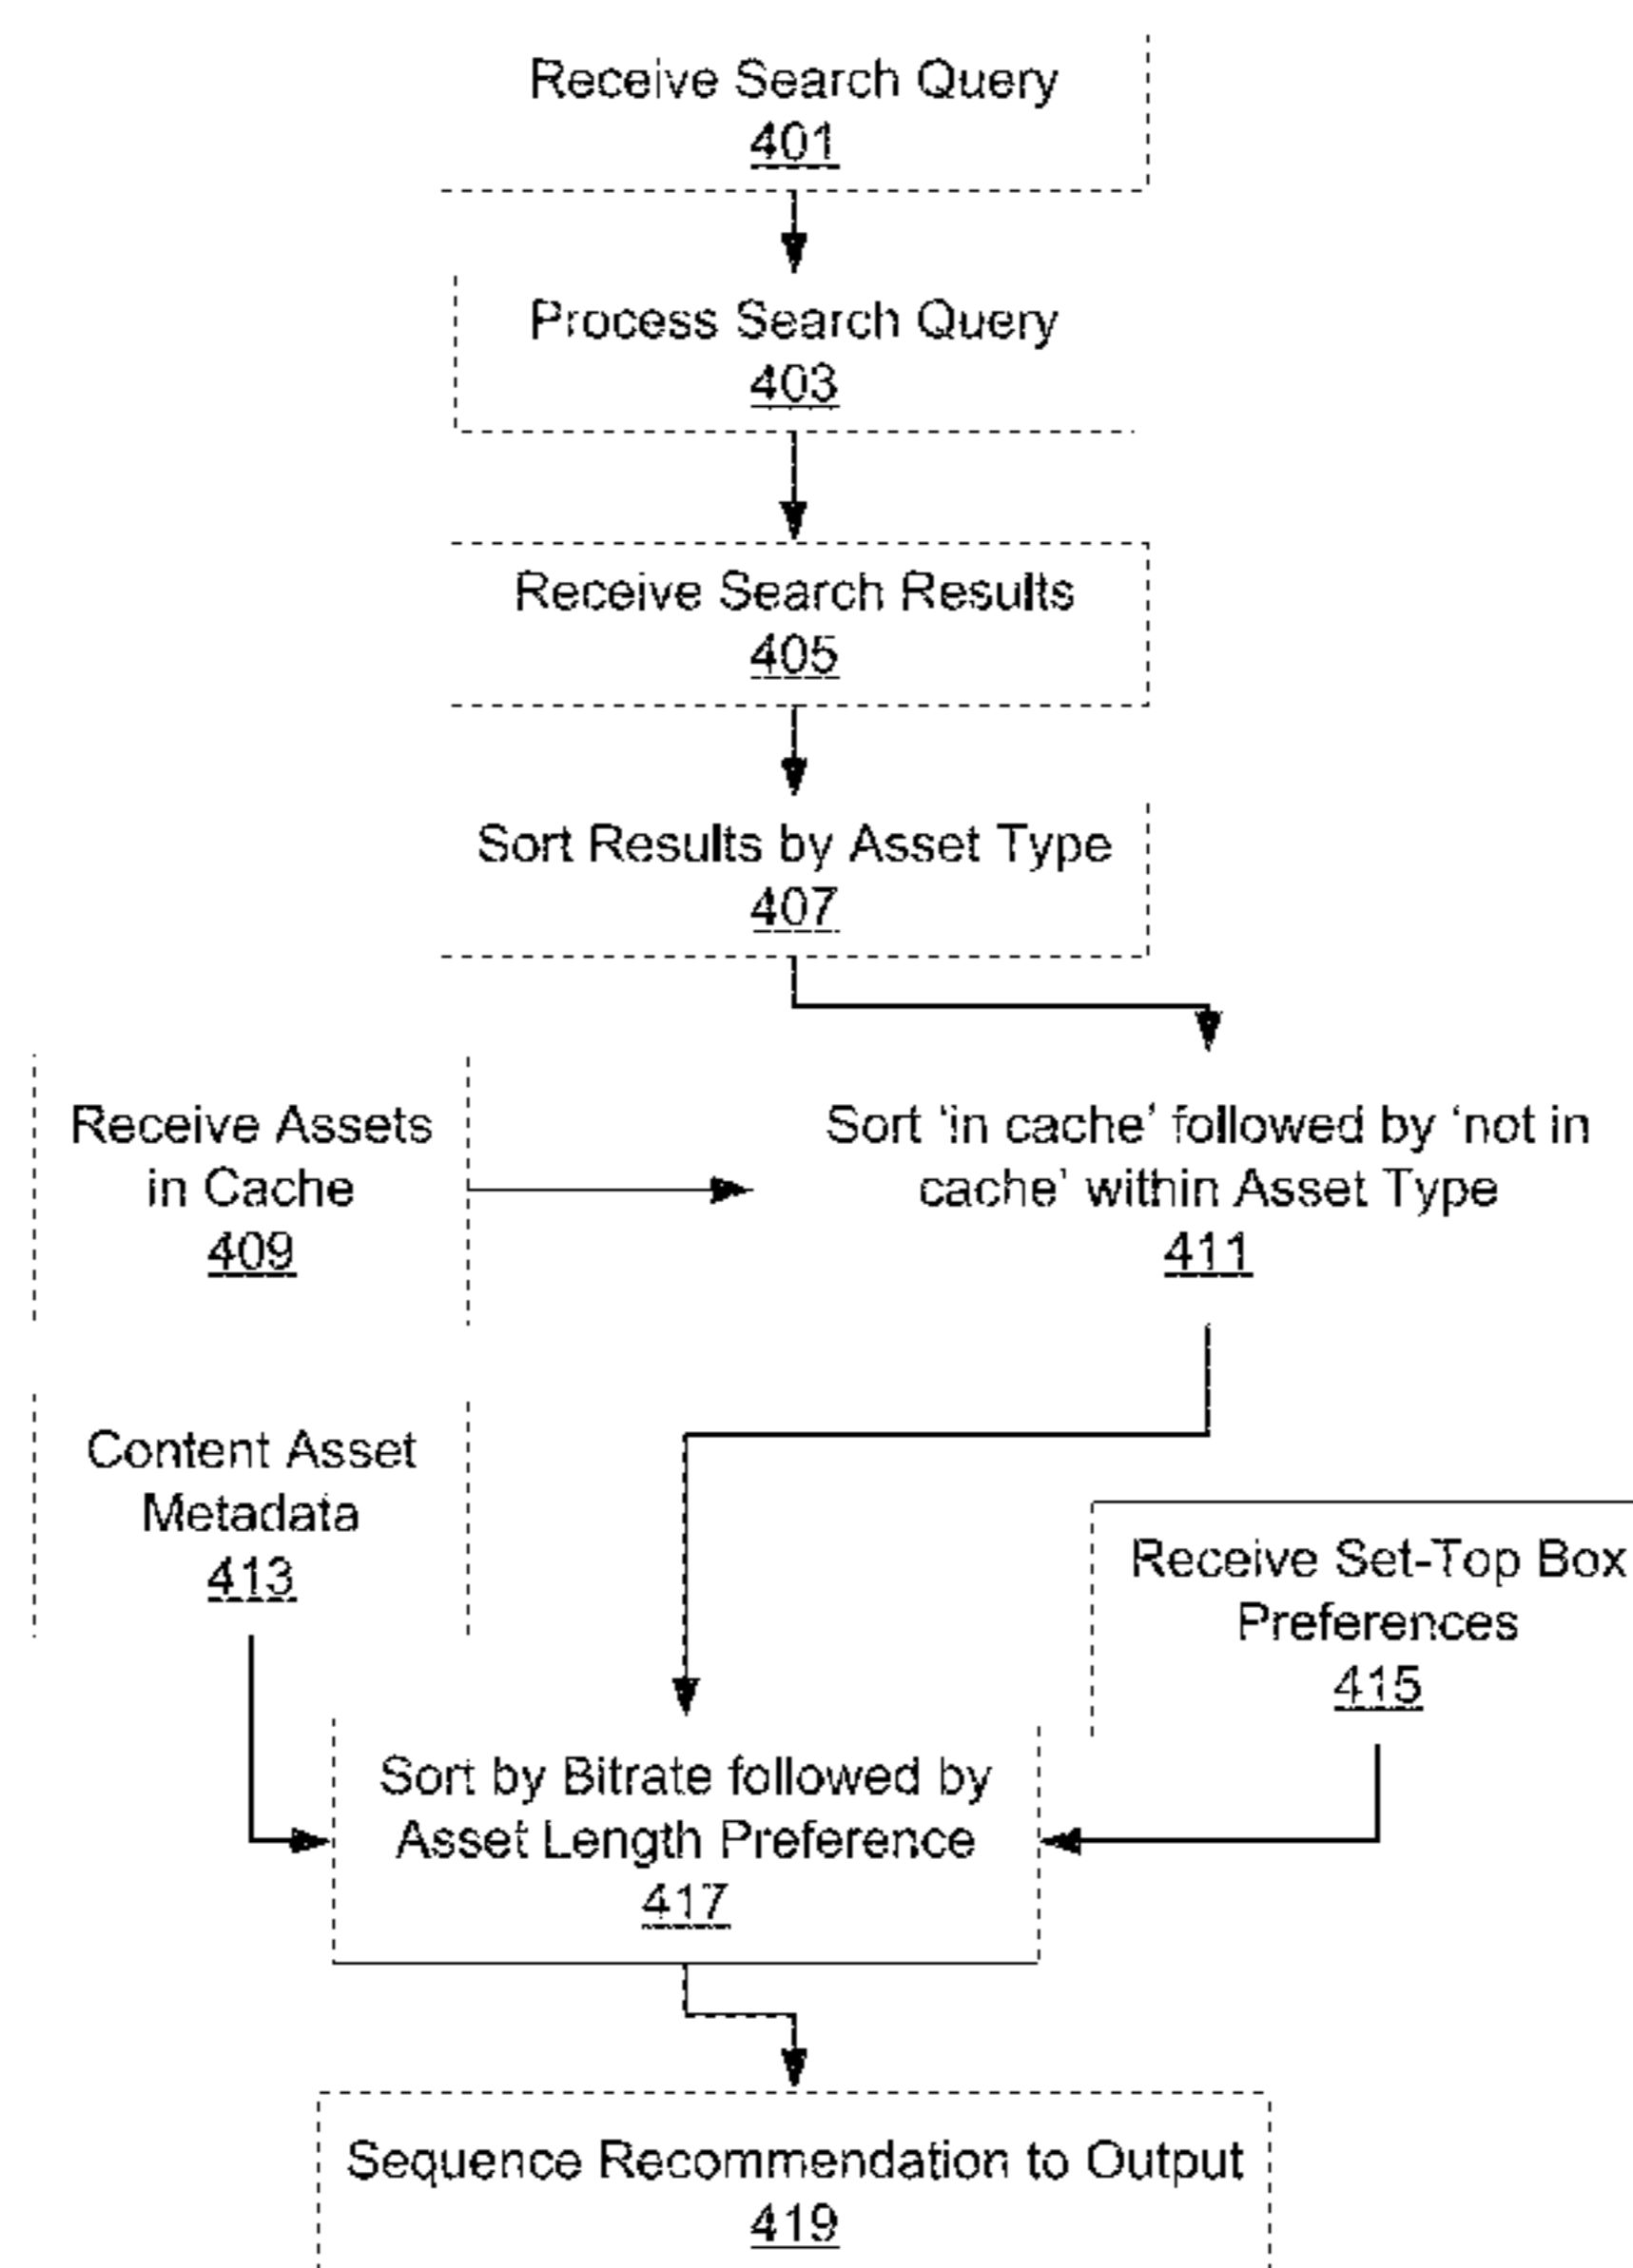 Receive Search Query
401
Process Search Query
403
Receive Search Results
405
Sort Results by Asset Type
407
Receive Assets
in Cache
409
Sort ‘in cache’ followed by ‘not in
cache’ within Asset Type
411
Content Asset
Metadata
413
Receive Set-Top Box
Preferences
415
Sort by Bitrate followed by
Asset Length Preference
417
Sequence Recommendation to Output
419